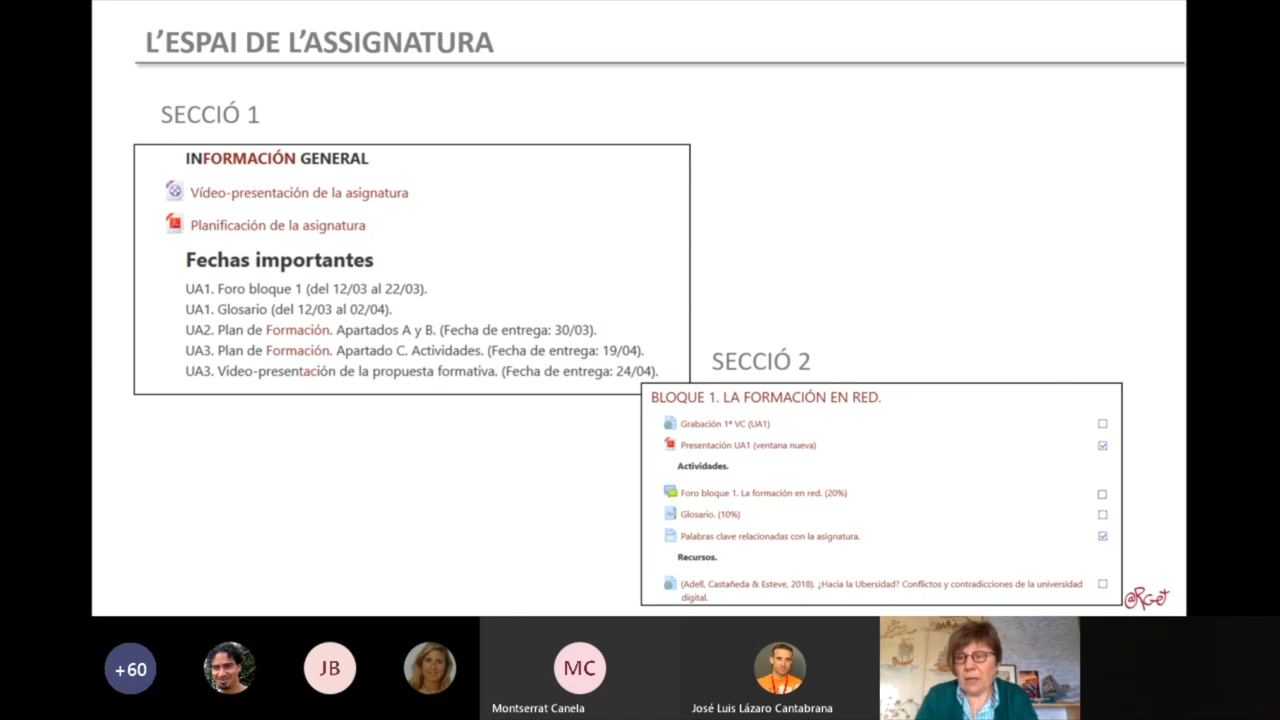 L'ESPAI DE L'ASSIGNATURA
SECCIÓ 1
INFORMACIÓN GENERAL
Vídeo-presentación de la asignatura
Planificación de la asignatura
Fechas importantes
UA1. Foro bloque 1 (del 12/03 al 22/03).
UA1. Glosario (del 12/03 al 02/04).
UA2. Plan de Formación. Apartados A y B. (Fecha de entrega: 30/03).
UA3. Plan de Formación. Apartado C. Actividades. (Fecha de entrega: 19/04).
UA3. Vídeo-presentación de la propuesta formativa. (Fecha de entrega: 24/04).
SECCIÓ 2
BLOQUE 1. LA FORMACIÓN EN RED.
Grabación 1ª VC (UA1)
Presentación UA1 (ventana nueva)
Actividades.
Foro bloque 1. La formación en red. (20%)
Glosario. (10%)
Palabras clave relacionadas con la asignatura.
Recursos.
(Adell, Castañeda & Esteve, 2018). ¿Hacia la Ubersidad? Conflictos y contradicciones de la universidad
digital.
@RGet
+60
JB
MC
Montserrat Canela
José Luis Lázaro Cantabrana